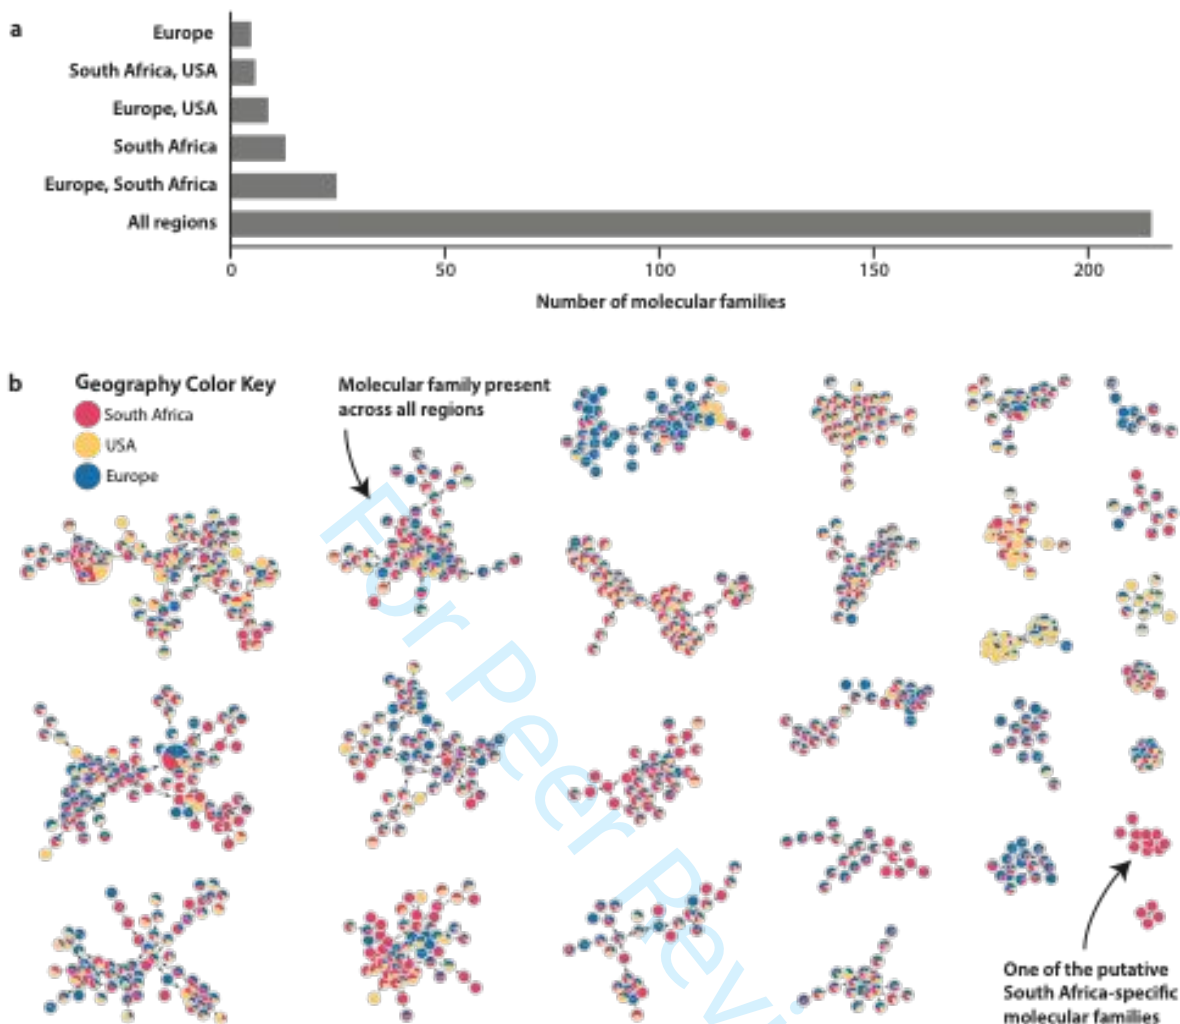 a
Europe
South Africa, USA
Europe, USA
South Africa
Europe, South Africa
All regions
0 50 100 150 200
Number of molecular families
b
Geography Color Key
South Africa
USA
Europe
Molecular family present
across all regions
For Peer Revi
One of the putative
South Africa-specific
molecular families